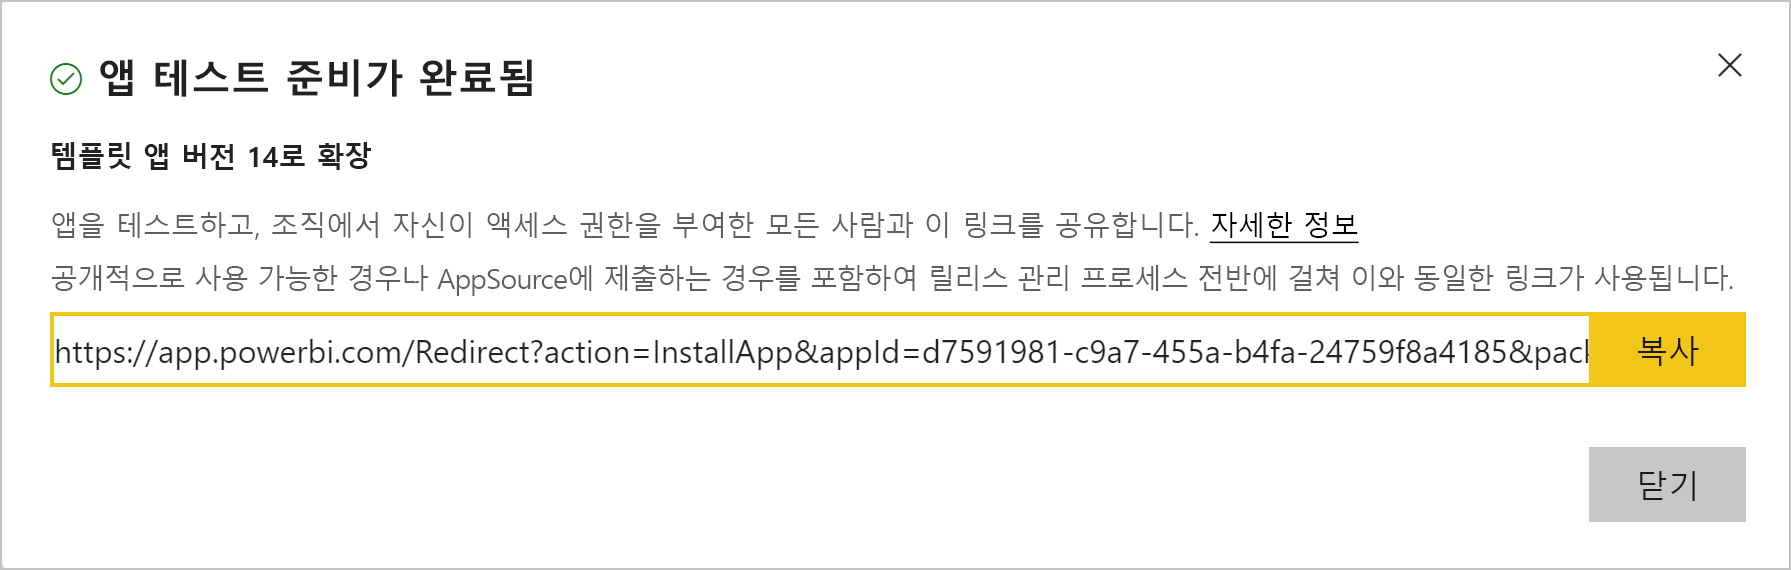 앱 테스트 준비가 완료됨
템플릿 앱 버전 14로 확장
앱을 테스트하고, 조직에서 자신이 액세스 권한을 부여한 모든 사람과 이 링크를 공유합니다. 자세한 정보
공개적으로 사용 가능한 경우나 AppSource에 제출하는 경우를 포함하여 릴리스 관리 프로세스 전반에 걸쳐 이와 동일한 링크가 사용됩니다.
https://app.powerbi.com/Redirect?action=InstallApp&appId=d7591981-c9a7-455a-b4fa-24759f8a4185&pack 복사
닫기